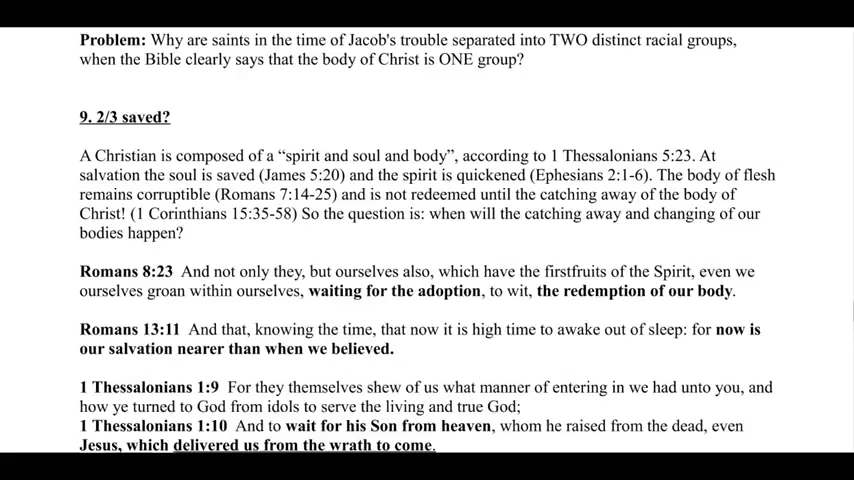 Problem: Why are saints in the time of Jacob's trouble separated into TWO distinct racial groups,
when the Bible clearly says that the body of Christ is ONE group?
9. 2/3 saved?
A Christian is composed of a “spirit and soul and body”, according to 1 Thessalonians 5:23. At
salvation the soul is saved (James 5:20) and the spirit is quickened (Ephesians 2:1-6). The body of flesh
remains corruptible (Romans 7:14-25) and is not redeemed until the catching away of the body of
Christ! (1 Corinthians 15:35-58) So the question is: when will the catching away and changing of our
bodies happen?
Romans 8:23 And not only they, but ourselves also, which have the firstfruits of the Spirit, even we
ourselves groan within ourselves, waiting for the adoption, to wit, the redemption of our body.
Romans 13:11 And that, knowing the time, that now it is high time to awake out of sleep: for now is
our salvation nearer than when we believed.
1 Thessalonians 1:9 For they themselves shew of us what manner of entering in we had unto you, and
how ye turned to God from idols to serve the living and true God;
1 Thessalonians 1:10 And to wait for his Son from heaven, whom he raised from the dead, even
Jesus, which delivered us from the wrath to come.